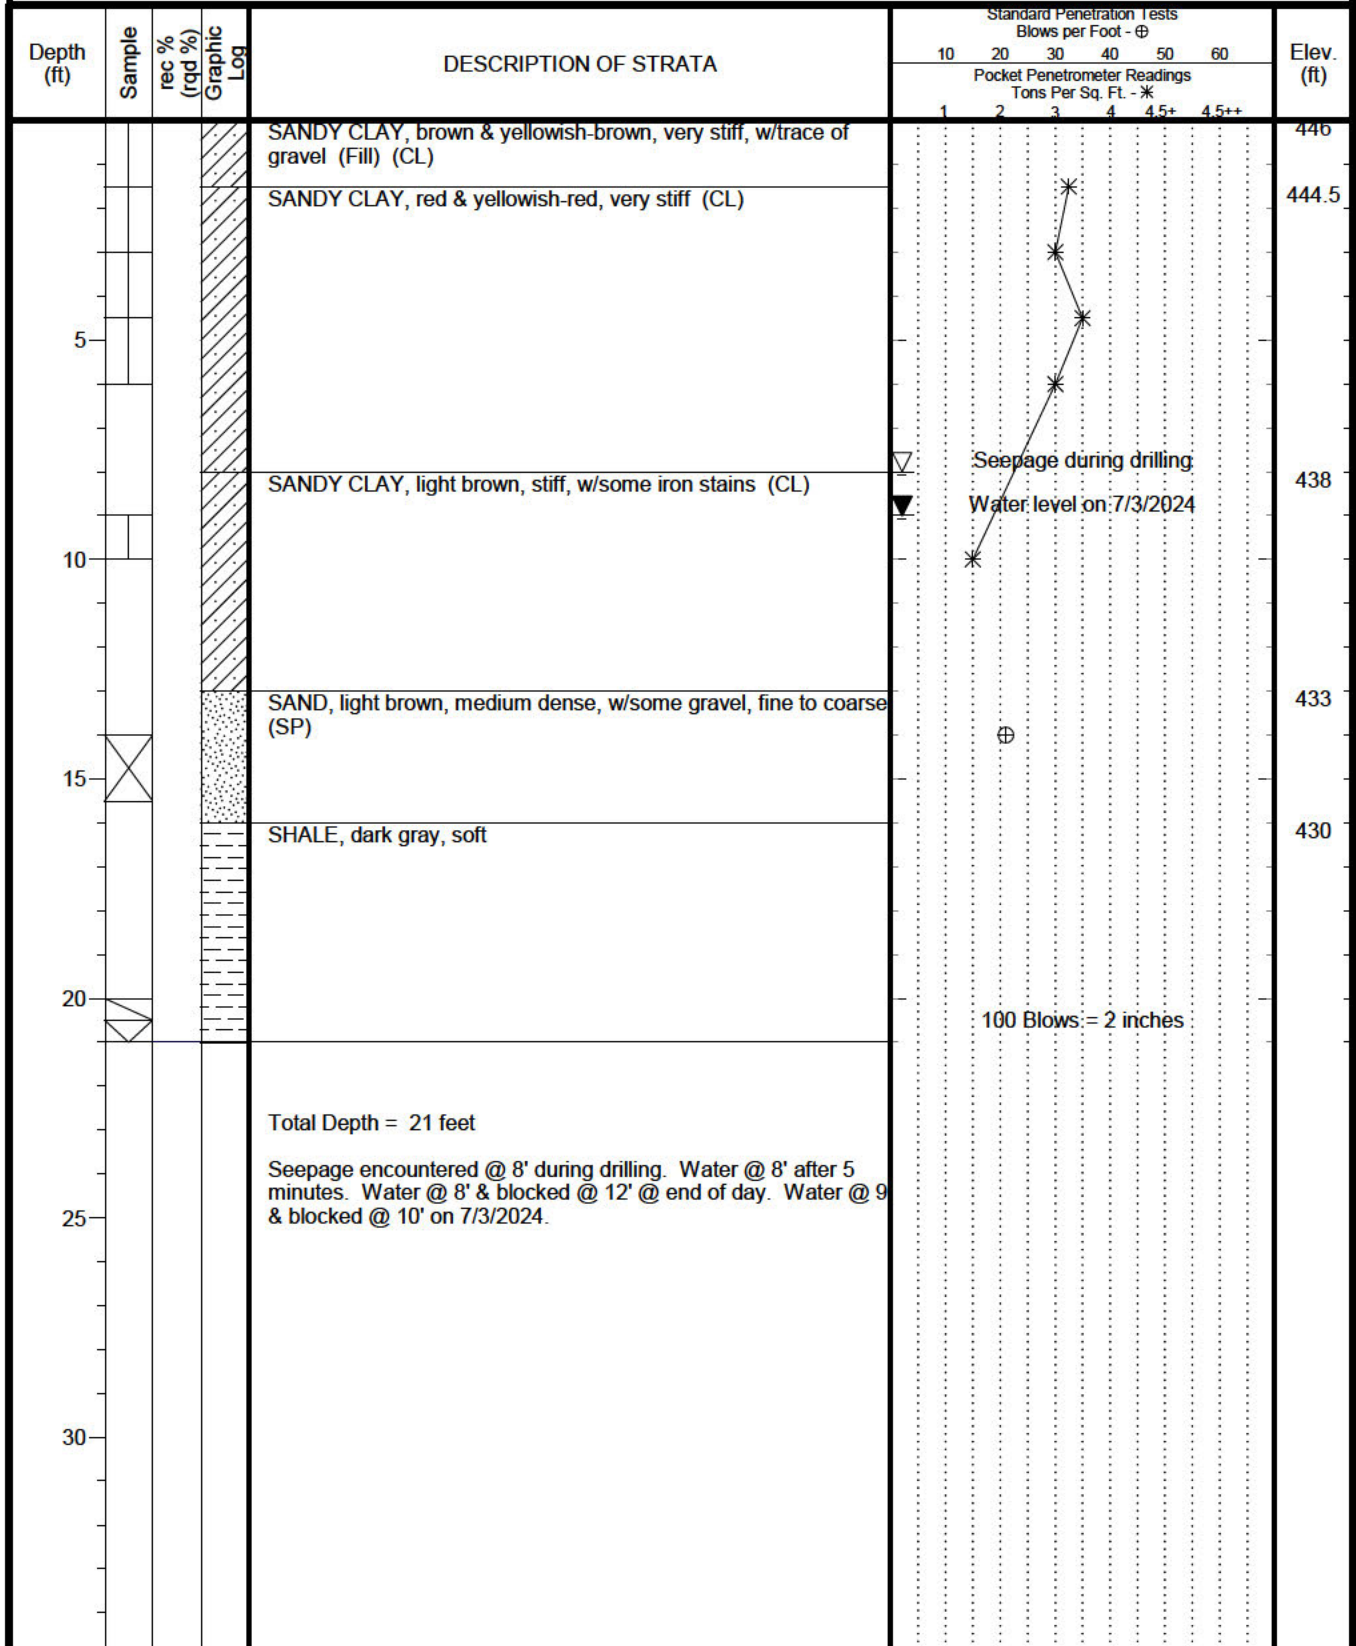 Depth
(ft)
Sample
rec %
(rqd %)
Graphic
Log
DESCRIPTION OF STRATA
Standard Penetration Tests
Blows per Foot - ⊕
10 20 30 40 50 60
Pocket Penetrometer Readings
Tons Per Sq. Ft. - ✳
1 2 3 4 4.5+ 4.5++
Elev.
(ft)
SANDY CLAY, brown & yellowish-brown, very stiff, w/trace of
gravel (Fill) (CL)
446
SANDY CLAY, red & yellowish-red, very stiff (CL)
444.5
5
Seepage during drilling
SANDY CLAY, light brown, stiff, w/some iron stains (CL)
438
Water level on 7/3/2024
10
SAND, light brown, medium dense, w/some gravel, fine to coarse
(SP)
433
15
SHALE, dark gray, soft
430
20
100 Blows = 2 inches
Total Depth = 21 feet
Seepage encountered @ 8' during drilling. Water @ 8' after 5
minutes. Water @ 8' & blocked @ 12' @ end of day. Water @ 9
& blocked @ 10' on 7/3/2024.
25
30